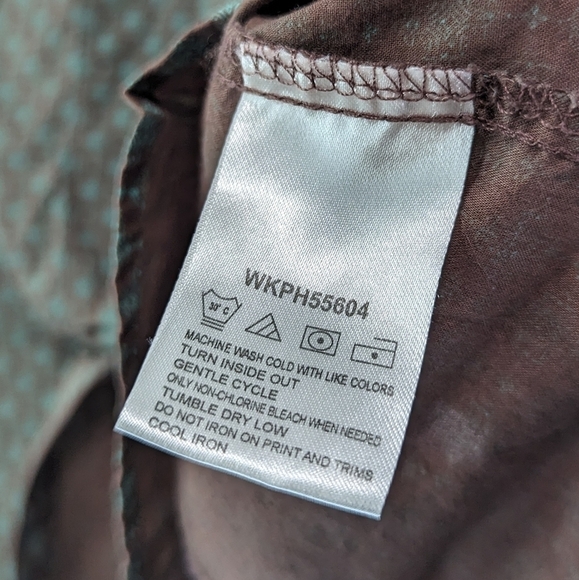 WKPH55604
30° C
MACHINE WASH COLD WITH LIKE COLORS
TURN INSIDE OUT
GENTLE CYCLE
ONLY NON-CHLORINE BLEACH WHEN NEEDED
TUMBLE DRY LOW
DO NOT IRON ON PRINT AND TRIMS
COOL IRON